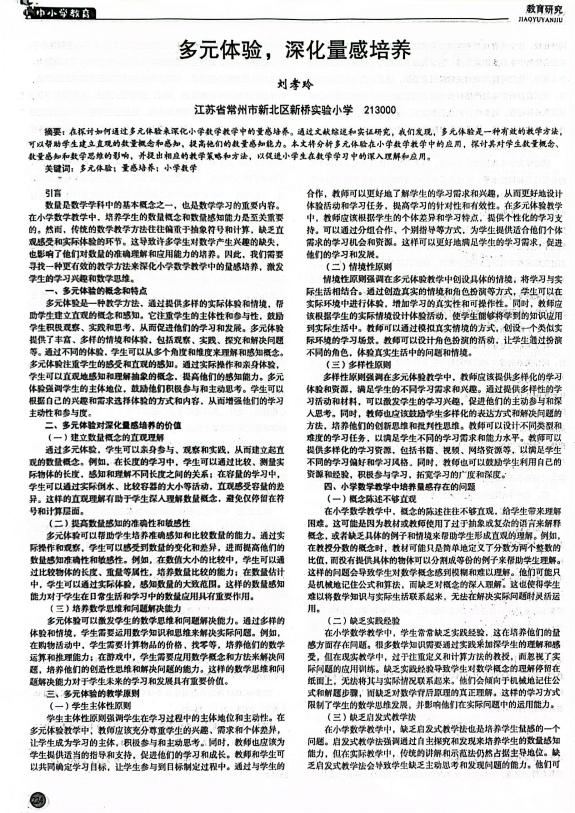 中小学教育
教育研究
JIAOYUYANJIU
多元体验，深化量感培养
刘孝玲
江苏省常州市新北区新桥实验小学 213000
摘要：在探讨如何通过多元体验来深化小学数学教学中的量感培养。通过文献综述和实证研究，我们发现，多元体验是一种有效的教学方法，
可以帮助学生建立直观的数量概念和感知，提高他们的数量感知能力。本文将分析多元体验在小学数学教学中的应用，探讨其对学生数量概念、
数量感知和数学思维的影响，并提出相应的教学策略和方法，以促进小学生在数学学习中的深入理解和应用。
关键词：多元体验；量感培养；小学数学
引言
数量是数学学科中的基本概念之一，也是数学学习的重要内容。
在小学数学教学中，培养学生的数量概念和数量感知能力是至关重要
的。然而，传统的数学教学方法往往偏重于抽象符号和计算，缺乏直
观感受和实际体验的环节。这导致许多学生对数学产生兴趣的缺失，
也影响了他们对数量的准确理解和应用能力的培养。因此，我们需要
寻找一种更有效的教学方法来深化小学数学教学中的量感培养，激发
学生的学习兴趣和数学思维。
一、多元体验的概念和特点
多元体验是一种教学方法，通过提供多样的实际体验和情境，帮
助学生建立直观的概念和感知。它注重学生的主体性和参与性，鼓励
学生积极观察、实践和思考，从而促进他们的学习和发展。多元体验
提供了丰富、多样的情境和体验，包括观察、实践、探究和解决问题
等。通过不同的体验，学生可以从多个角度和维度来理解和感知概念。
多元体验注重学生的感受和直观的感知。通过实际操作和亲身体验，
学生可以直观地感知和理解抽象的概念，提高他们的感知能力。多元
体验强调学生的主体地位，鼓励他们积极参与和主动思考。学生可以
根据自己的兴趣和需求选择体验的方式和内容，从而增强他们的学习
主动性和参与度。
二、多元体验对深化量感培养的价值
（一）建立数量概念的直观理解
通过多元体验，学生可以亲身参与、观察和实践，从而建立起直
观的数量概念。例如，在长度的学习中，学生可以通过比较、测量实
际物体的长度，感知和理解不同长度之间的关系；在容量的学习中，
学生可以通过实际倒水、比较容器的大小等活动，直观感受容量的差
异。这样的直观理解有助于学生深入理解数量概念，避免仅停留在符
号和计算层面。
（二）提高数量感知的准确性和敏感性
多元体验可以帮助学生培养准确感知和比较数量的能力。通过实
际操作和观察，学生可以感受到数量的变化和差异，进而提高他们的
数量感知准确性和敏感性。例如，在数值大小的比较中，学生可以通
过比较物体的长度、重量等属性，培养数量比较的能力；在数量估计
中，学生可以通过实际体验，感知数量的大致范围。这样的数量感知
能力对于学生在日常生活和学习中的数量应用具有重要作用。
（三）培养数学思维和问题解决能力
多元体验可以激发学生的数学思维和问题解决能力。通过多样的
体验和情境，学生需要运用数学知识和思维来解决实际问题。例如，
在购物活动中，学生需要计算物品的价格、找零等，培养他们的数学
运算和推理能力；在游戏中，学生需要应用数学概念和方法来解决问
题，培养他们的创造性思维和解决问题的能力。这样的数学思维和问
题解决能力对于学生未来的学习和发展具有重要价值。
三、多元体验的教学原则
（一）学生主体性原则
学生主体性原则强调学生在学习过程中的主体地位和主动性。在
多元体验教学中，教师应该充分尊重学生的兴趣、需求和个体差异，
让学生成为学习的主体，积极参与和主动思考。同时，教师也应该为
学生提供适当的指导和支持，促进他们的学习和成长。教师和学生可
以共同确定学习目标，让学生参与到目标制定过程中。通过与学生的
合作，教师可以更好地了解学生的学习需求和兴趣，从而更好地设计
体验活动和学习任务，提高学习的针对性和有效性。在多元体验教学
中，教师应该根据学生的个体差异和学习特点，提供个性化的学习支
持。可以通过分组合作、个别指导等方式，为学生提供适合他们个体
需求的学习机会和资源。这样可以更好地满足学生的学习需求，促进
他们的学习和发展。
（二）情境性原则
情境性原则强调在多元体验教学中创设具体的情境，将学习与实
际生活相结合。通过创造真实的情境和角色扮演等方式，学生可以在
实际环境中进行体验，增加学习的真实性和可操作性。同时，教师应
该根据学生的实际情境设计体验活动，使学生能够将学到的知识应用
到实际生活中。教师可以通过模拟真实情境的方式，创设一个类似实
际环境的学习场景。教师可以设计角色扮演的活动，让学生通过扮演
不同的角色，体验真实生活中的问题和情境。
（三）多样性原则
多样性原则强调在多元体验教学中，教师应该提供多样化的学习
体验和资源，满足学生的不同学习需求和兴趣。通过提供多样性的学
习活动和材料，可以激发学生的学习兴趣，促进他们的主动参与和深
入思考。同时，教师也应该鼓励学生多样化的表达方式和解决问题的
方法，培养他们的创新思维和批判性思维。教师可以设计不同类型和
难度的学习任务，以满足学生不同的学习需求和能力水平。教师可以
提供多样化的学习资源，包括书籍、视频、网络资源等，以满足学生
不同的学习偏好和学习风格。同时，教师也可以鼓励学生利用自己的
资源和经验，积极参与学习，拓宽学习的广度和深度。
四、小学数学教学中培养量感存在的问题
（一）概念陈述不够直观
在小学数学教学中，概念的陈述往往不够直观，给学生带来理解
困难。这可能是因为教材或教师使用了过于抽象或复杂的语言来解释
概念，或者缺乏具体的例子和情境来帮助学生形成直观的理解。例如，
在教授分数的概念时，教材可能只是简单地定义了分数为两个整数的
比值，而没有提供具体的物体可以分割成等份的例子来帮助学生理解。
这样的问题会导致学生对数学概念感到模糊和难以理解。他们可能只
是机械地记住公式和算法，而缺乏对概念的深入理解。这也使得学生
难以将数学知识与实际生活联系起来，无法在解决实际问题时灵活运
用。
（二）缺乏实践经验
在小学数学教学中，学生常常缺乏实践经验，这在培养他们的量
感方面存在问题。很多数学知识需要通过实践来加深学生的理解和感
受，但在现实教学中，过于注重定义和计算方法的教授，而忽视了实
际问题的应用训练。缺乏实践经验导致学生对数学概念的理解停留在
纸面上，无法将其与实际情况联系起来。他们会倾向于机械地记住公
式和解题步骤，而缺乏对数学背后原理的真正理解。这样的学习方式
限制了学生的数学思维发展，并影响他们在实际问题中的运用能力。
（三）缺乏启发式教学法
在小学数学教学中，缺乏启发式教学法也是培养学生量感的一个
问题。启发式教学法强调通过自主探究和发现来培养学生的数量感知
能力，但在实际教学中，传统的讲解和示范法仍然占据主导地位。缺
乏启发式教学法会导致学生缺乏主动思考和发现问题的能力。他们可